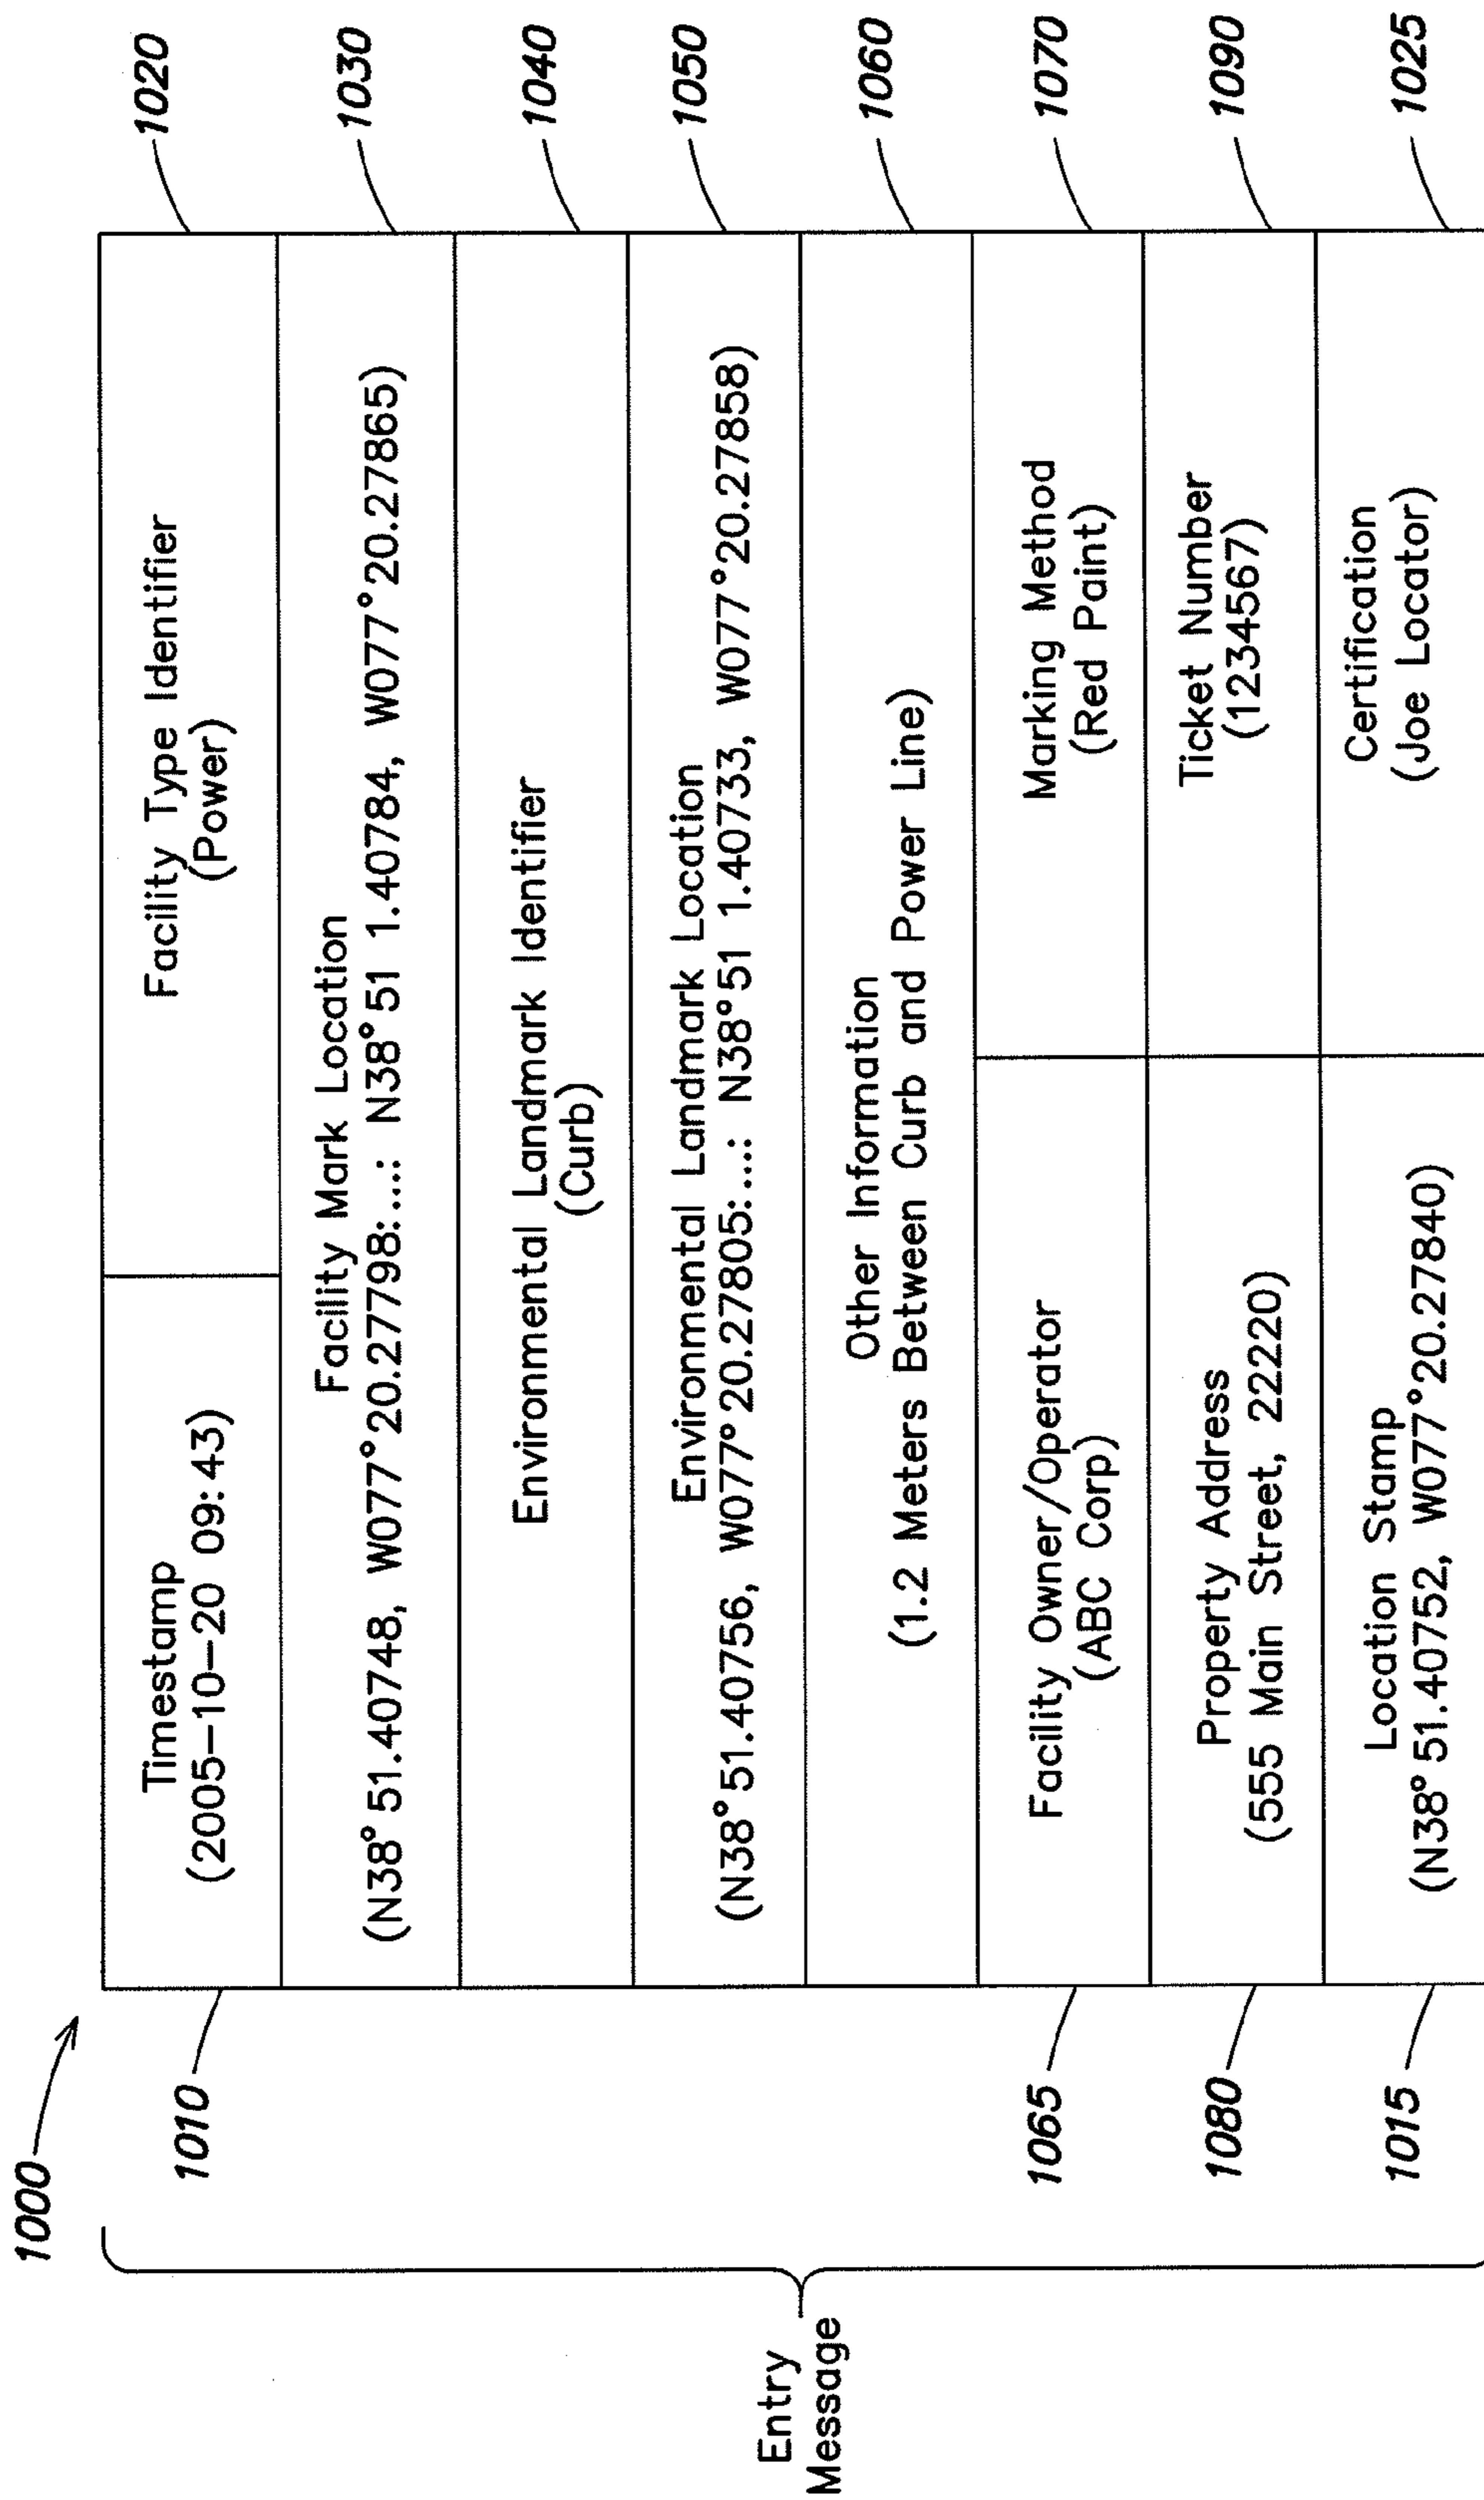 1000
1010
Timestamp
(2005-10-20 09:43)
Facility Type Identifier
(Power)
1020
Facility Mark Location
(N38°51.40748, W077°20.27798:...: N38°51 1.40784, W077°20.27865)
1030
Environmental Landmark Identifier
(Curb)
1040
Environmental Landmark Location
(N38°51.40756, W077°20.27805:...: N38°51 1.40733, W077°20.27858)
1050
Entry
Message
Other Information
(1.2 Meters Between Curb and Power Line)
1060
1065
Facility Owner/Operator
(ABC Corp)
Marking Method
(Red Paint)
1070
1080
Property Address
(555 Main Street, 22220)
Ticket Number
(1234567)
1090
1015
Location Stamp
(N38°51.40752, W077°20.27840)
Certification
(Joe Locator)
1025